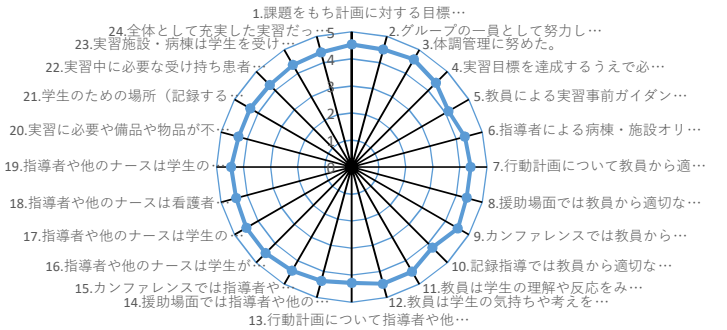 1.課題をもち計画に対する目標…
2.グループの一員として努力し…
3.体調管理に努めた。
4.実習目標を達成するうえで必…
5.教員による実習事前ガイダン…
6.指導者による病棟・施設オリ…
7.行動計画について教員から適…
8.援助場面では教員から適切な…
9.カンファレンスでは教員から…
10.記録指導では教員から適切な…
11.教員は学生の理解や反応をみ…
12.教員は学生の気持ちや考えを…
13.行動計画について指導者や他…
14.援助場面では指導者や他の…
15.カンファレンスでは指導者や…
16.指導者や他のナースは学生が…
17.指導者や他のナースは学生の…
18.指導者や他のナースは看護者…
19.指導者や他のナースは学生の…
20.実習に必要や備品や物品が不…
21.学生のための場所（記録する…
22.実習中に必要な受け持ち患者…
23.実習施設・病棟は学生を受け…
24.全体として充実した実習だっ…
5
4
3
2
1
0